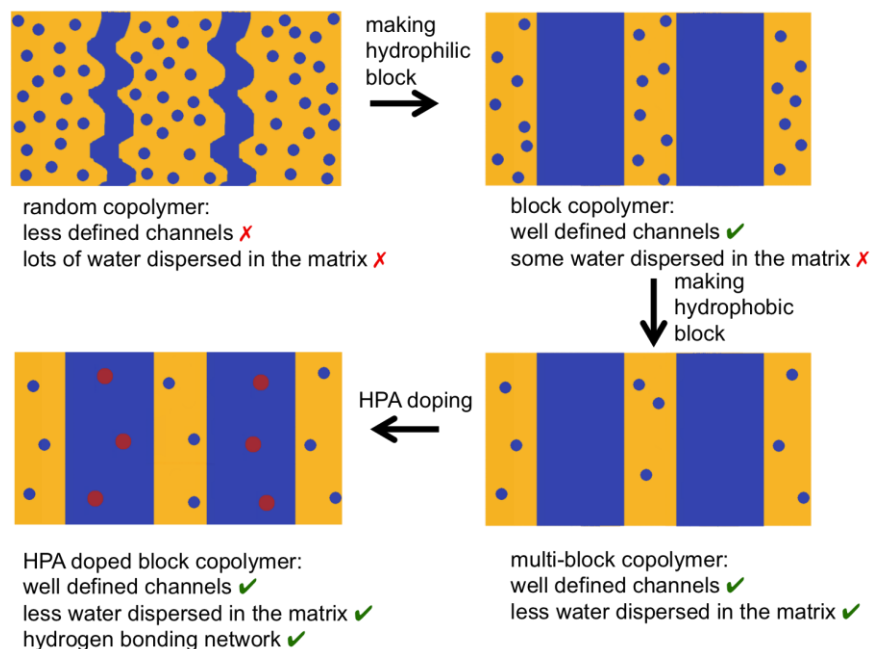 making
hydrophilic
block
random copolymer:
less defined channels ✗
lots of water dispersed in the matrix ✗
block copolymer:
well defined channels ✔
some water dispersed in the matrix ✗
making
hydrophobic
block
HPA doping
HPA doped block copolymer:
well defined channels ✔
less water dispersed in the matrix ✔
hydrogen bonding network ✔
multi-block copolymer:
well defined channels ✔
less water dispersed in the matrix ✔